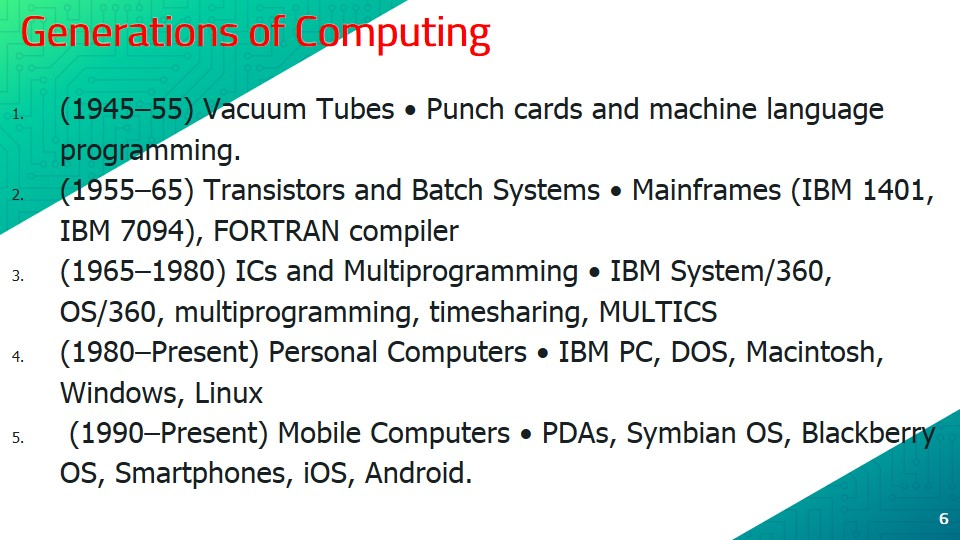 Generations of Computing
1. (1945–55) Vacuum Tubes • Punch cards and machine language
programming.
2. (1955–65) Transistors and Batch Systems • Mainframes (IBM 1401,
IBM 7094), FORTRAN compiler
3. (1965–1980) ICs and Multiprogramming • IBM System/360,
OS/360, multiprogramming, timesharing, MULTICS
4. (1980–Present) Personal Computers • IBM PC, DOS, Macintosh,
Windows, Linux
5. (1990–Present) Mobile Computers • PDAs, Symbian OS, Blackberry
OS, Smartphones, iOS, Android.
6